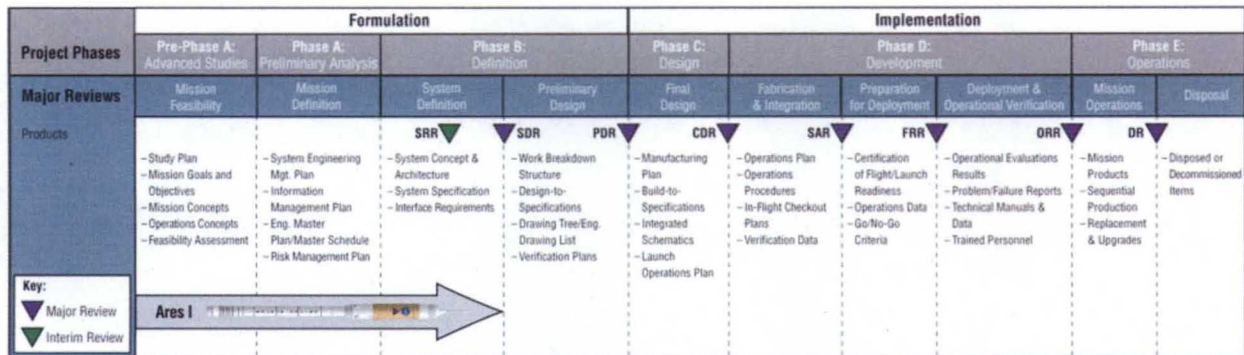 Formulation
Implementation
Project Phases
Pre-Phase A:
Advanced Studies
Phase A:
Preliminary Analysis
Phase B:
Definition
Phase C:
Design
Phase D:
Development
Phase E:
Operations
Major Reviews
Mission
Feasibility
Mission
Definition
System
Definition
Preliminary
Design
Final
Design
Fabrication
& Integration
Preparation
for Deployment
Deployment &
Operational Verification
Mission
Operations
Disposal
Products
SRR
SDR
PDR
CDR
SAR
FRR
ORR
DR
– Study Plan
– Mission Goals and
Objectives
– Mission Concepts
– Operations Concepts
– Feasibility Assessment
– System Engineering
Mgt. Plan
– Information
Management Plan
– Eng. Master
Plan/Master Schedule
– Risk Management Plan
– System Concept &
Architecture
– System Specification
– Interface Requirements
– Work Breakdown
Structure
– Design-to-
Specifications
– Drawing Tree/Eng.
Drawing List
– Verification Plans
– Manufacturing
Plan
– Build-to-
Specifications
– Integrated
Schematics
– Launch
Operations Plan
– Operations Plan
– Operations
Procedures
– In-Flight Checkout
Plans
– Verification Data
– Certification
of Flight/Launch
Readiness
– Operations Data
– Go/No-Go
Criteria
– Operational Evaluations
Results
– Problem/Failure Reports
– Technical Manuals &
Data
– Trained Personnel
– Mission
Products
– Sequential
Production
– Replacement
& Upgrades
– Disposed or
Decommissioned
Items
Key:
Major Review
Interim Review
Ares I